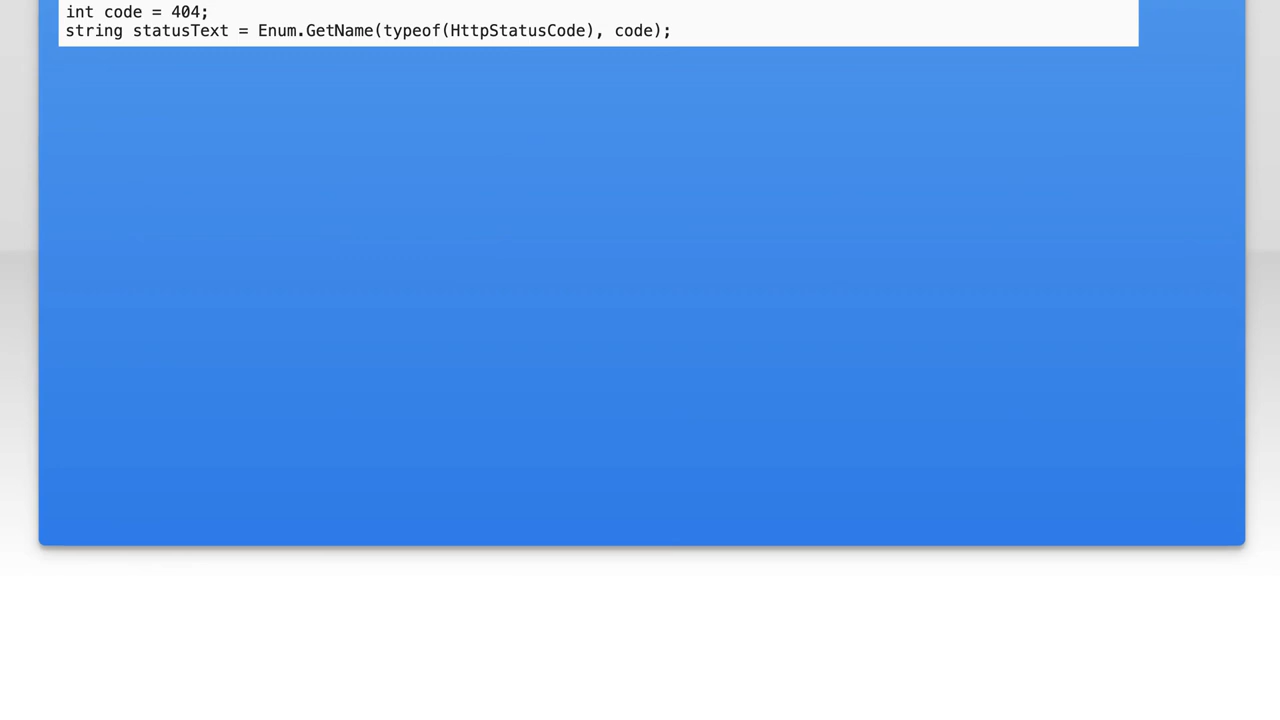 int code = 404;
string statusText = Enum.GetName(typeof(HttpStatusCode), code);